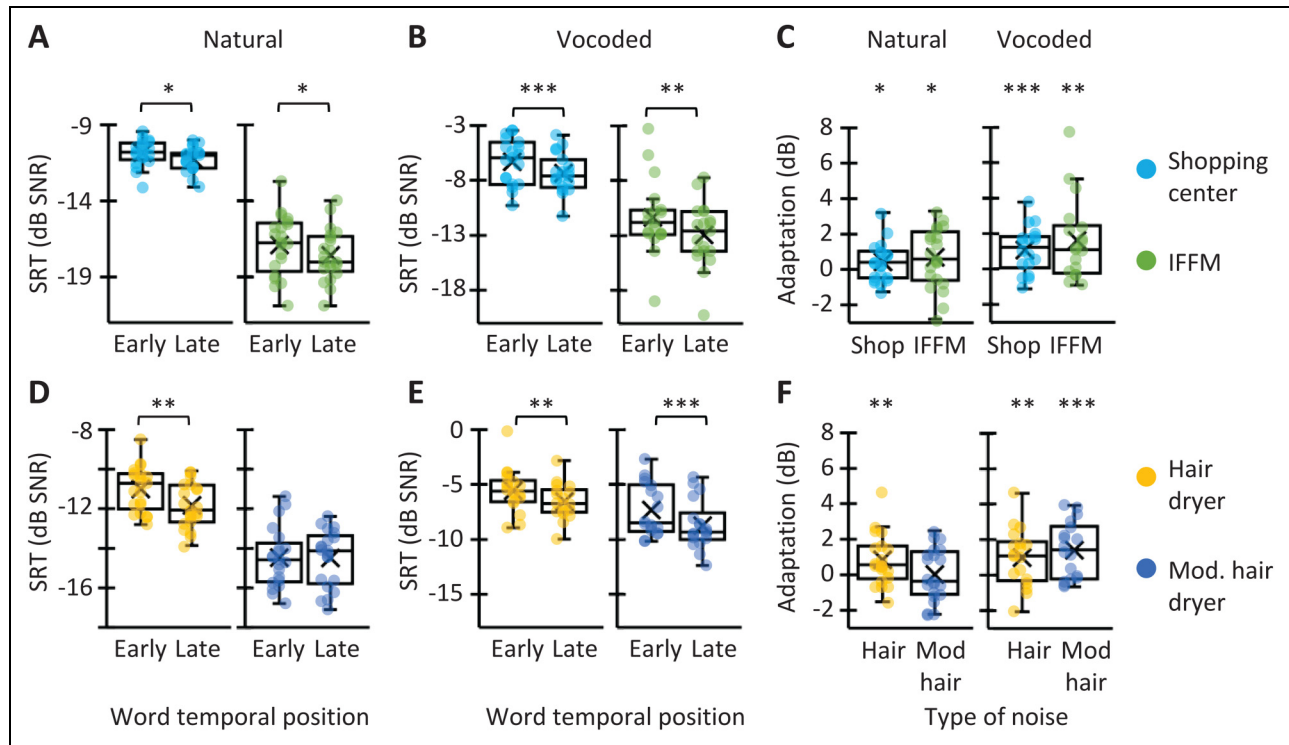 A Natural
B Vocoded
C Natural Vocoded
* *
*** **
* * *** **
-9
-14
-19
SRT (dB SNR)
Early Late
Early Late
-3
-8
-13
-18
SRT (dB SNR)
Early Late
Early Late
8
6
4
2
0
-2
Adaptation (dB)
Shop IFFM
Shop IFFM
Shopping
center
IFFM
D
**
-8
-12
-16
SRT (dB SNR)
Early Late
Early Late
Word temporal position
E
** ***
0
-5
-10
-15
SRT (dB SNR)
Early Late
Early Late
Word temporal position
F
** ** ***
8
6
4
2
0
-2
Adaptation (dB)
Hair Mod
hair
Hair Mod
hair
Type of noise
Hair
dryer
Mod. hair
dryer